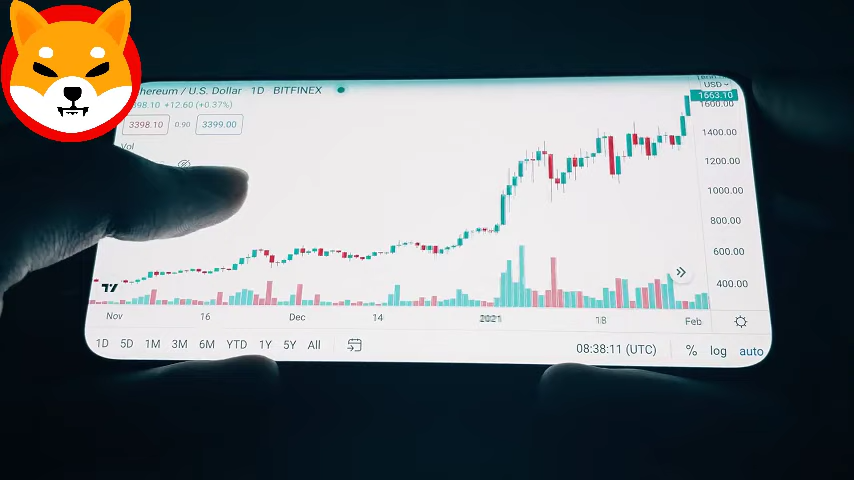 hereum / U.S. Dollar 1D BITFINEX
USD
98.10 +12.60 (+0.37%)
1663.10
1600.00
3398.10 0.90 3399.00
1400.00
Vol
1200.00
1000.00
800.00
600.00
400.00
Nov 16 Dec 14 2021 18 Feb
1D 5D 1M 3M 6M YTD 1Y 5Y All 08:38:11 (UTC) % log auto